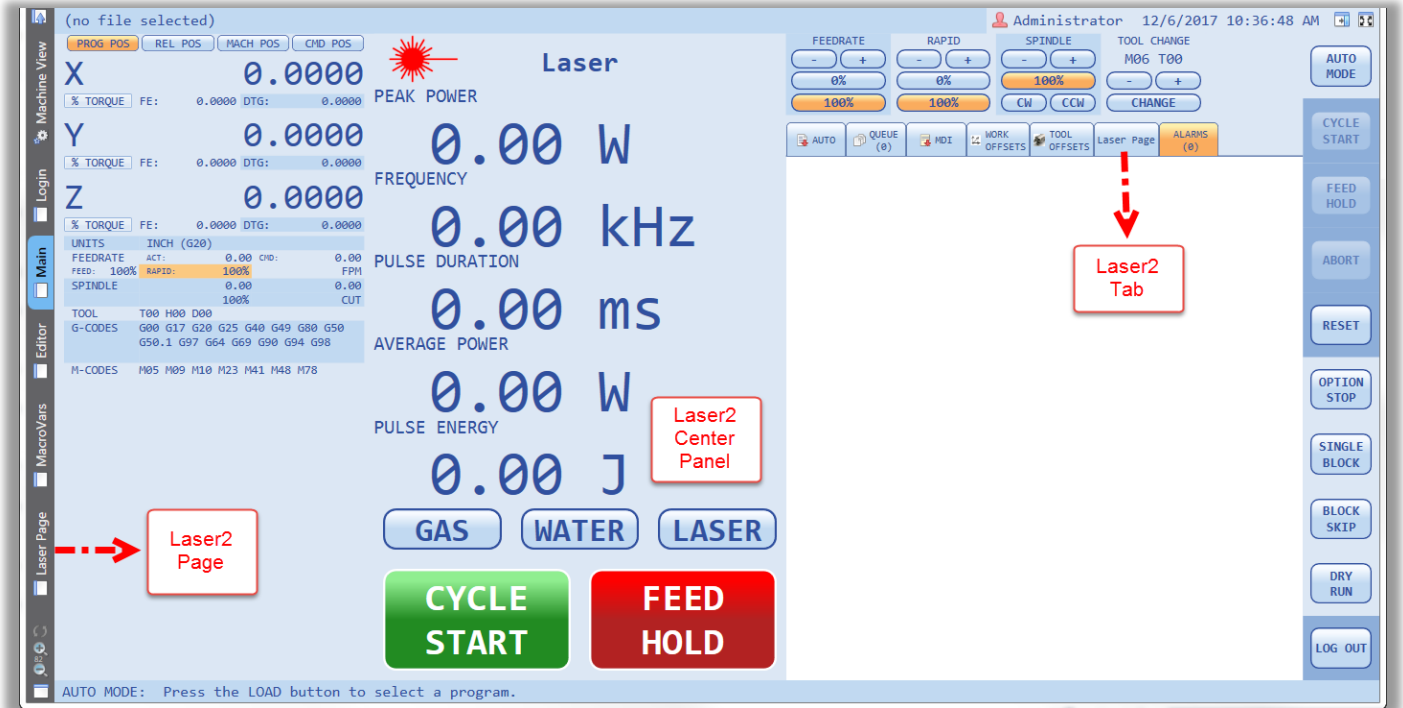 (no file selected)
Administrator 12/6/2017 10:36:48 AM
Machine View
Login
Main
Editor
MacroVars
Laser Page
82
PROG POS REL POS MACH POS CMD POS
X 0.0000
% TORQUE FE: 0.0000 DTG: 0.0000
Y 0.0000
% TORQUE FE: 0.0000 DTG: 0.0000
Z 0.0000
% TORQUE FE: 0.0000 DTG: 0.0000
UNITS INCH (G20)
FEEDRATE ACT: 0.00 CMD: 0.00
FEED: 100% RAPID: 100% FPM
SPINDLE 0.00 0.00
100% CUT
TOOL T00 H00 D00
G-CODES G00 G17 G20 G25 G40 G49 G80 G50
G50.1 G97 G64 G69 G90 G94 G98
M-CODES M05 M09 M10 M23 M41 M48 M78
Laser2
Page
Laser
PEAK POWER
0.00 W
FREQUENCY
0.00 kHz
PULSE DURATION
0.00 ms
AVERAGE POWER
0.00 W
PULSE ENERGY
0.00 J
Laser2
Center
Panel
GAS WATER LASER
CYCLE
START
FEED
HOLD
FEEDRATE RAPID SPINDLE TOOL CHANGE
- + - + - + M06 T00
0% 0% 100% - +
100% 100% CW CCW CHANGE
AUTO
QUEUE
(0)
MDI
WORK
OFFSETS
TOOL
OFFSETS
Laser Page
ALARMS
(0)
Laser2
Tab
AUTO
MODE
CYCLE
START
FEED
HOLD
ABORT
RESET
OPTION
STOP
SINGLE
BLOCK
BLOCK
SKIP
DRY
RUN
LOG OUT
AUTO MODE: Press the LOAD button to select a program.